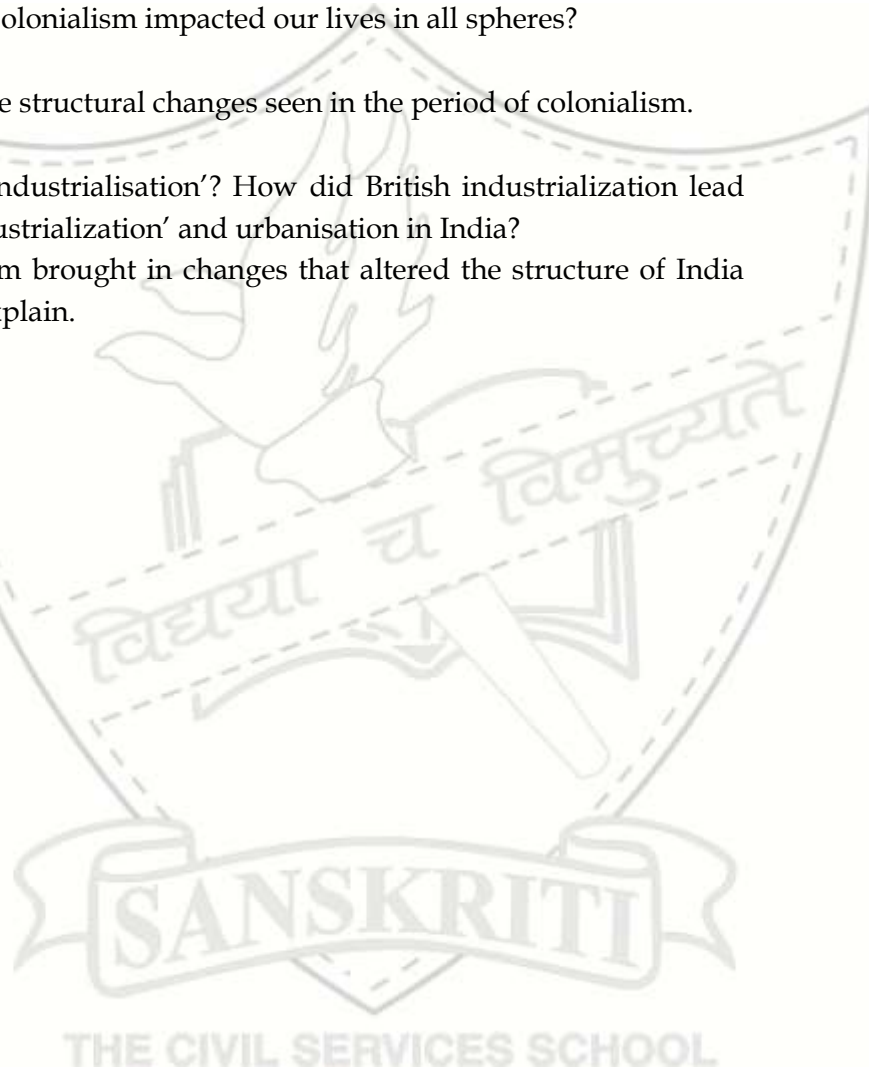 olonialism impacted our lives in all spheres?
e structural changes seen in the period of colonialism.
ndustrialisation’? How did British industrialization lead
ustrialization’ and urbanisation in India?
m brought in changes that altered the structure of India
xplain.
विद्यया च विमुच्यते
SANSKRITI
THE CIVIL SERVICES SCHOOL